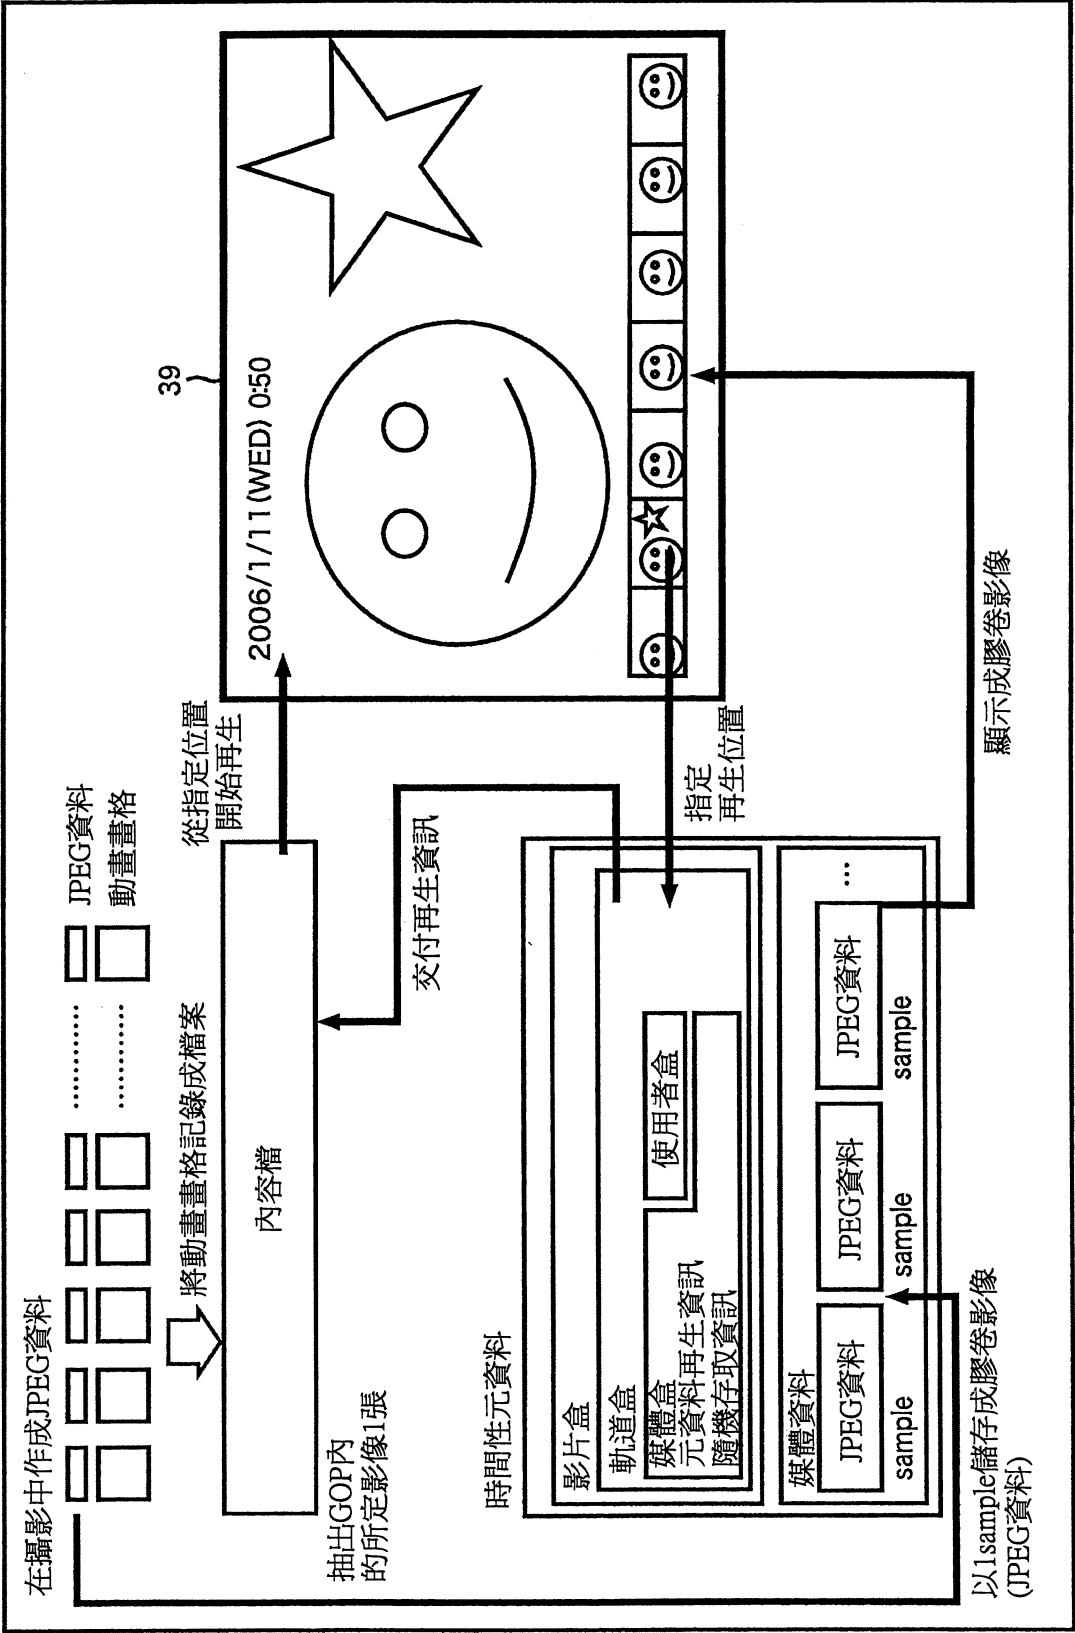 在攝影中作成JPEG資料
JPEG資料
動畫畫格
將動畫畫格記錄成檔案
內容檔
從指定位置
開始再生
39
2006/1/11(WED) 0:50
抽出GOP內
的所定影像1張
交付再生資訊
指定
再生位置
時間性元資料
影片盒
軌道盒
媒體盒
元資料再生資訊
隨機存取資訊
使用者盒
媒體資料
JPEG資料
JPEG資料
JPEG資料
...
sample
sample
sample
以1sample儲存成膠卷影像
(JPEG資料)
顯示成膠卷影像